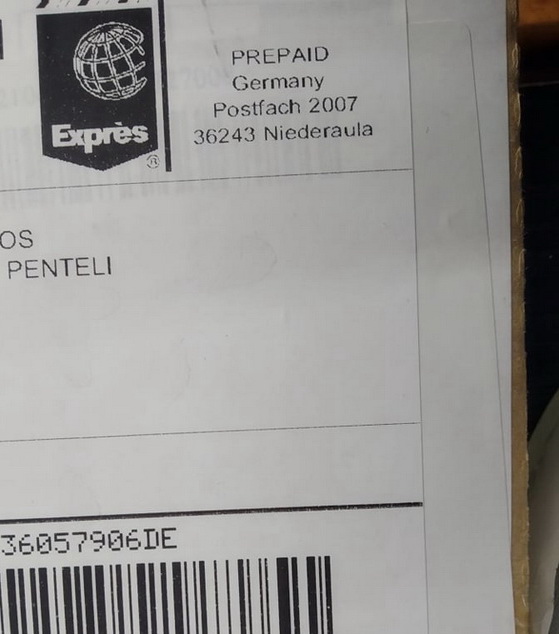 Exprès
®
PREPAID
Germany
Postfach 2007
36243 Niederaula
OS
PENTELI
36057906DE